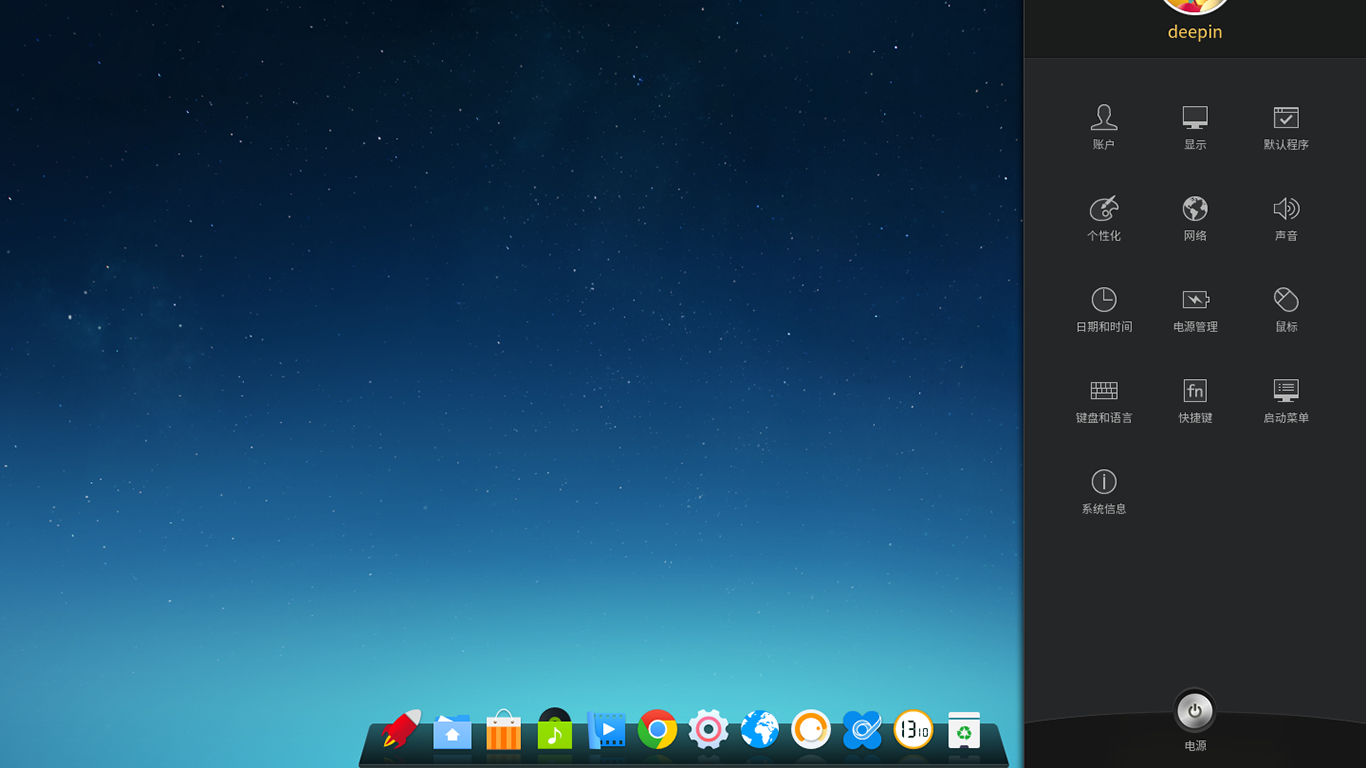 deepin
账户
显示
默认程序
个性化
网络
声音
日期和时间
电源管理
鼠标
键盘和语言
fn
快捷键
启动菜单
系统信息
13 10
电源